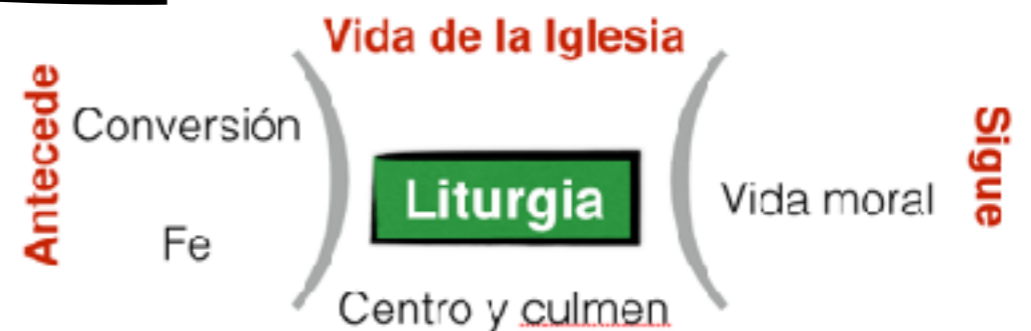 Vida de la Iglesia
Antecede
Conversión
Fe
Liturgia
Centro y culmen
Vida moral
Sigue